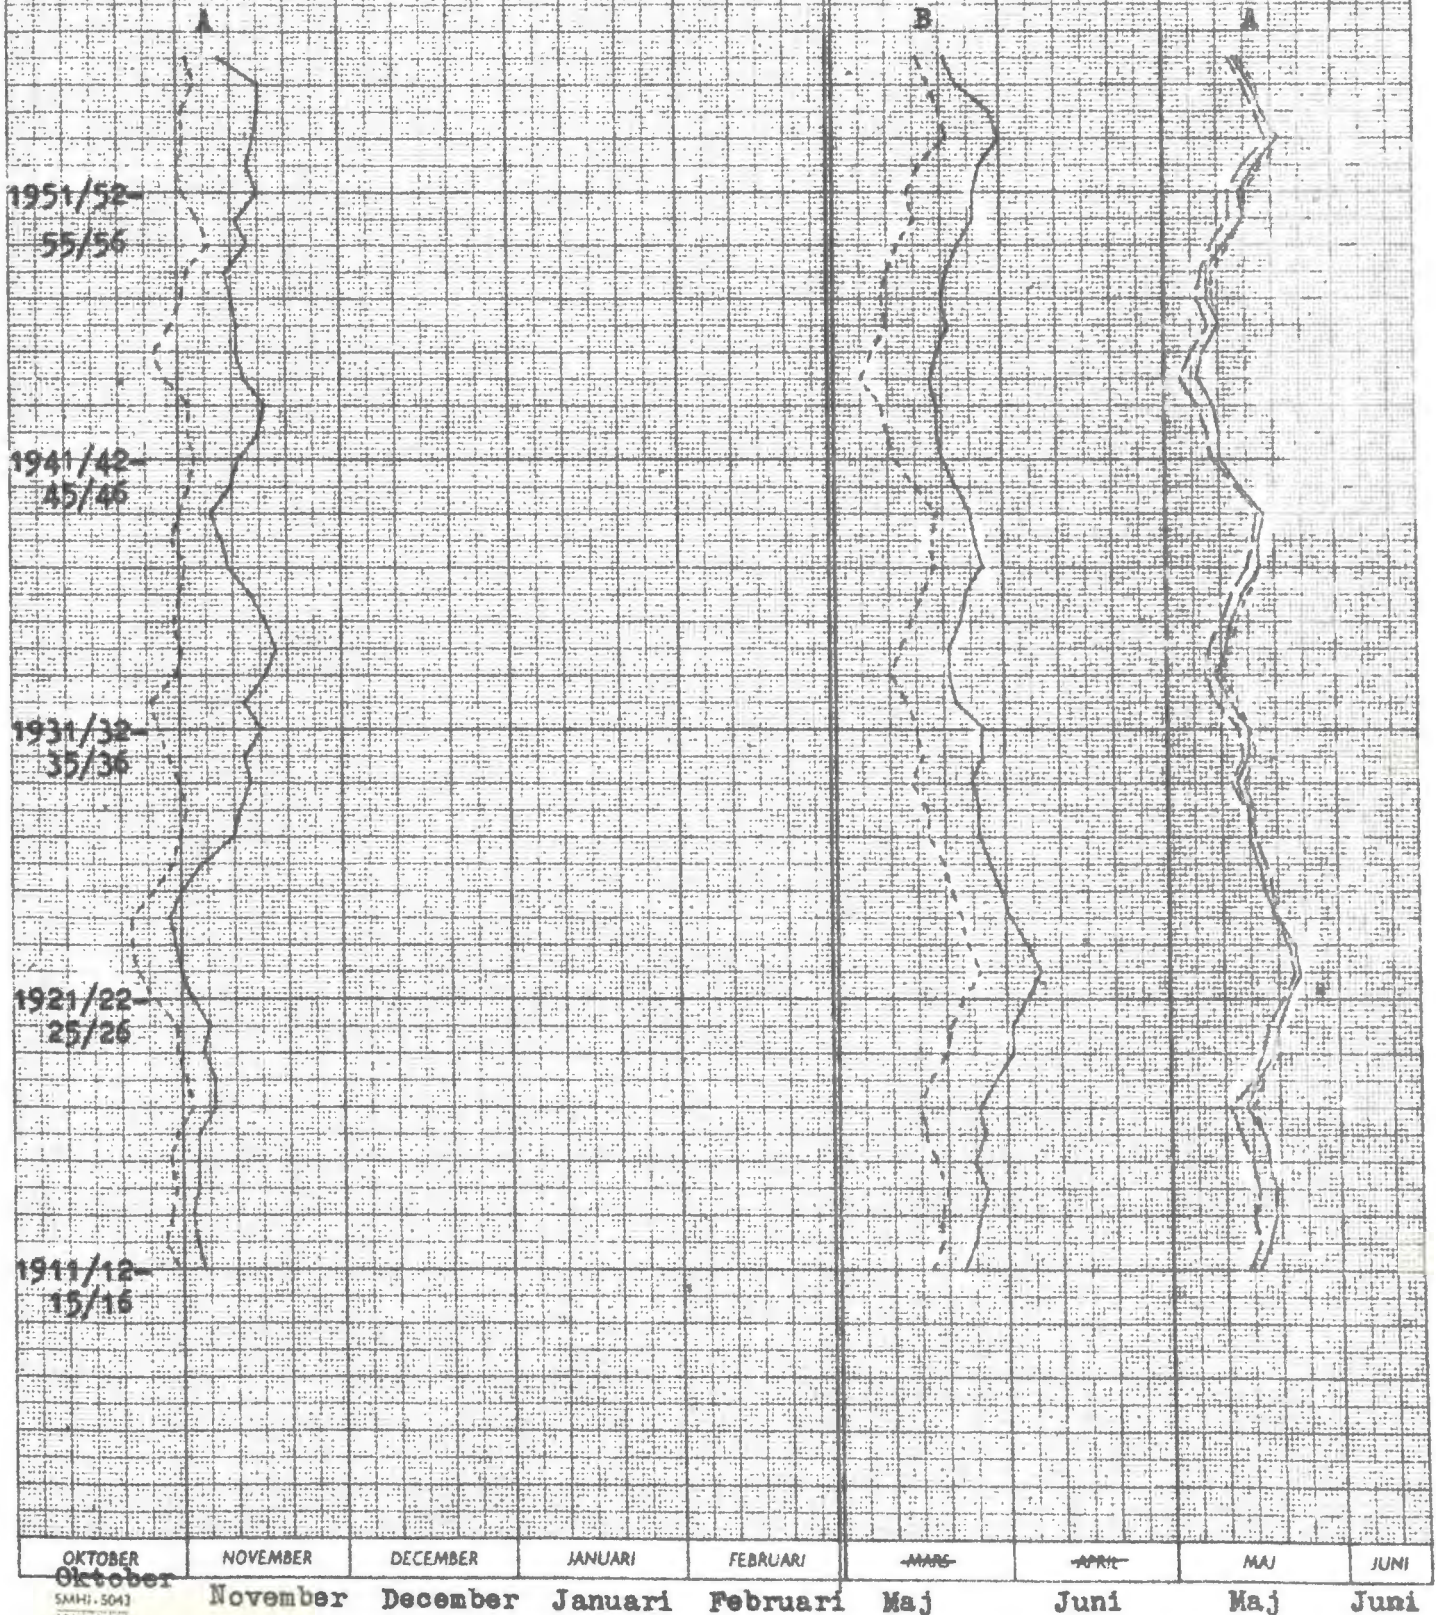 A B A
1951/52-
55/56
1941/42-
45/46
1931/32-
35/36
1921/22-
25/26
1911/12-
15/16
OKTOBER NOVEMBER DECEMBER JANUARI FEBRUARI MARS APRIL MAJ JUNI
Oktober November December Januari Februari Maj Juni Maj Juni
SMHI-5043